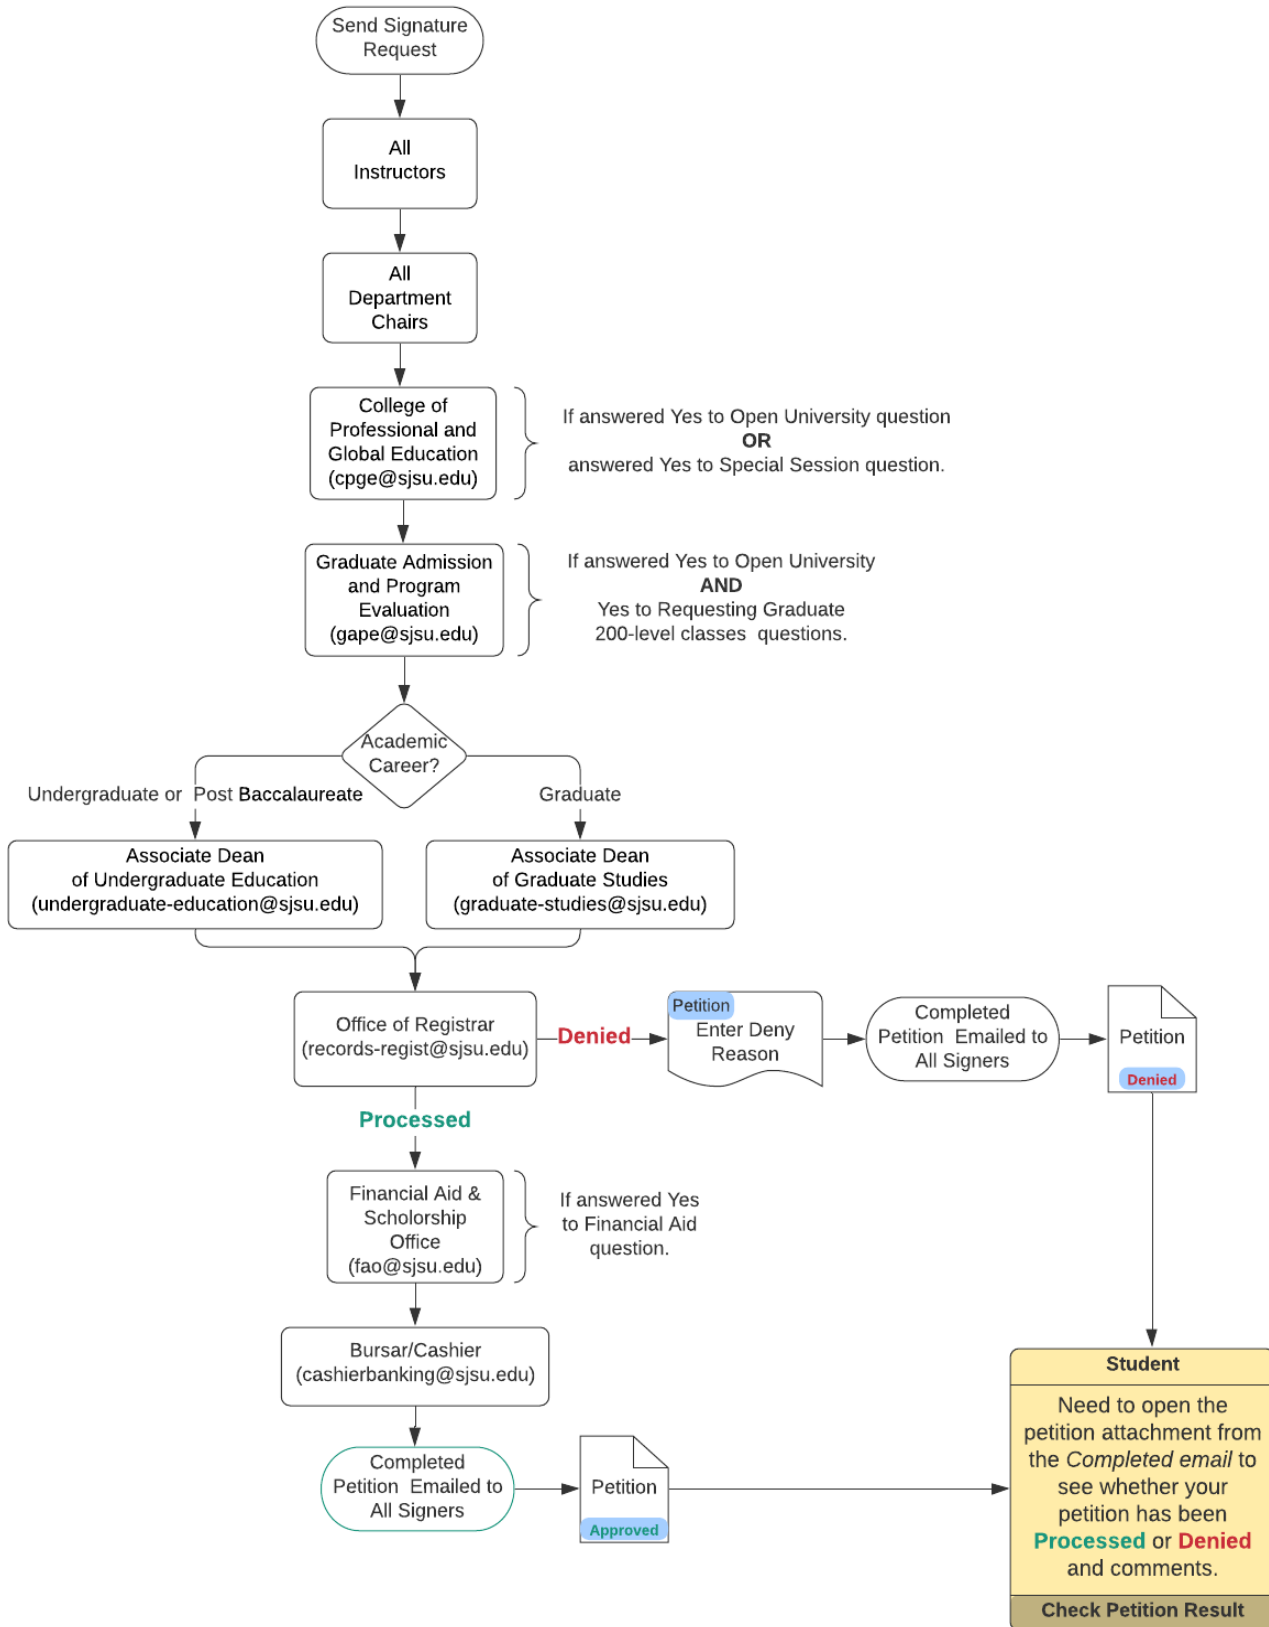 Send Signature
Request
All
Instructors
All
Department
Chairs
College of
Professional and
Global Education
(cpge@sjsu.edu)
If answered Yes to Open University question
OR
answered Yes to Special Session question.
Graduate Admission
and Program
Evaluation
(gape@sjsu.edu)
If answered Yes to Open University
AND
Yes to Requesting Graduate
200-level classes questions.
Academic
Career?
Undergraduate or Post Baccalaureate
Graduate
Associate Dean
of Undergraduate Education
(undergraduate-education@sjsu.edu)
Associate Dean
of Graduate Studies
(graduate-studies@sjsu.edu)
Office of Registrar
(records-regist@sjsu.edu)
Denied
Petition
Enter Deny
Reason
Completed
Petition Emailed to
All Signers
Petition
Denied
Processed
Financial Aid &
Scholorship
Office
(fao@sjsu.edu)
If answered Yes
to Financial Aid
question.
Bursar/Cashier
(cashierbanking@sjsu.edu)
Completed
Petition Emailed to
All Signers
Petition
Approved
Student
Need to open the
petition attachment from
the Completed email to
see whether your
petition has been
Processed or Denied
and comments.
Check Petition Result